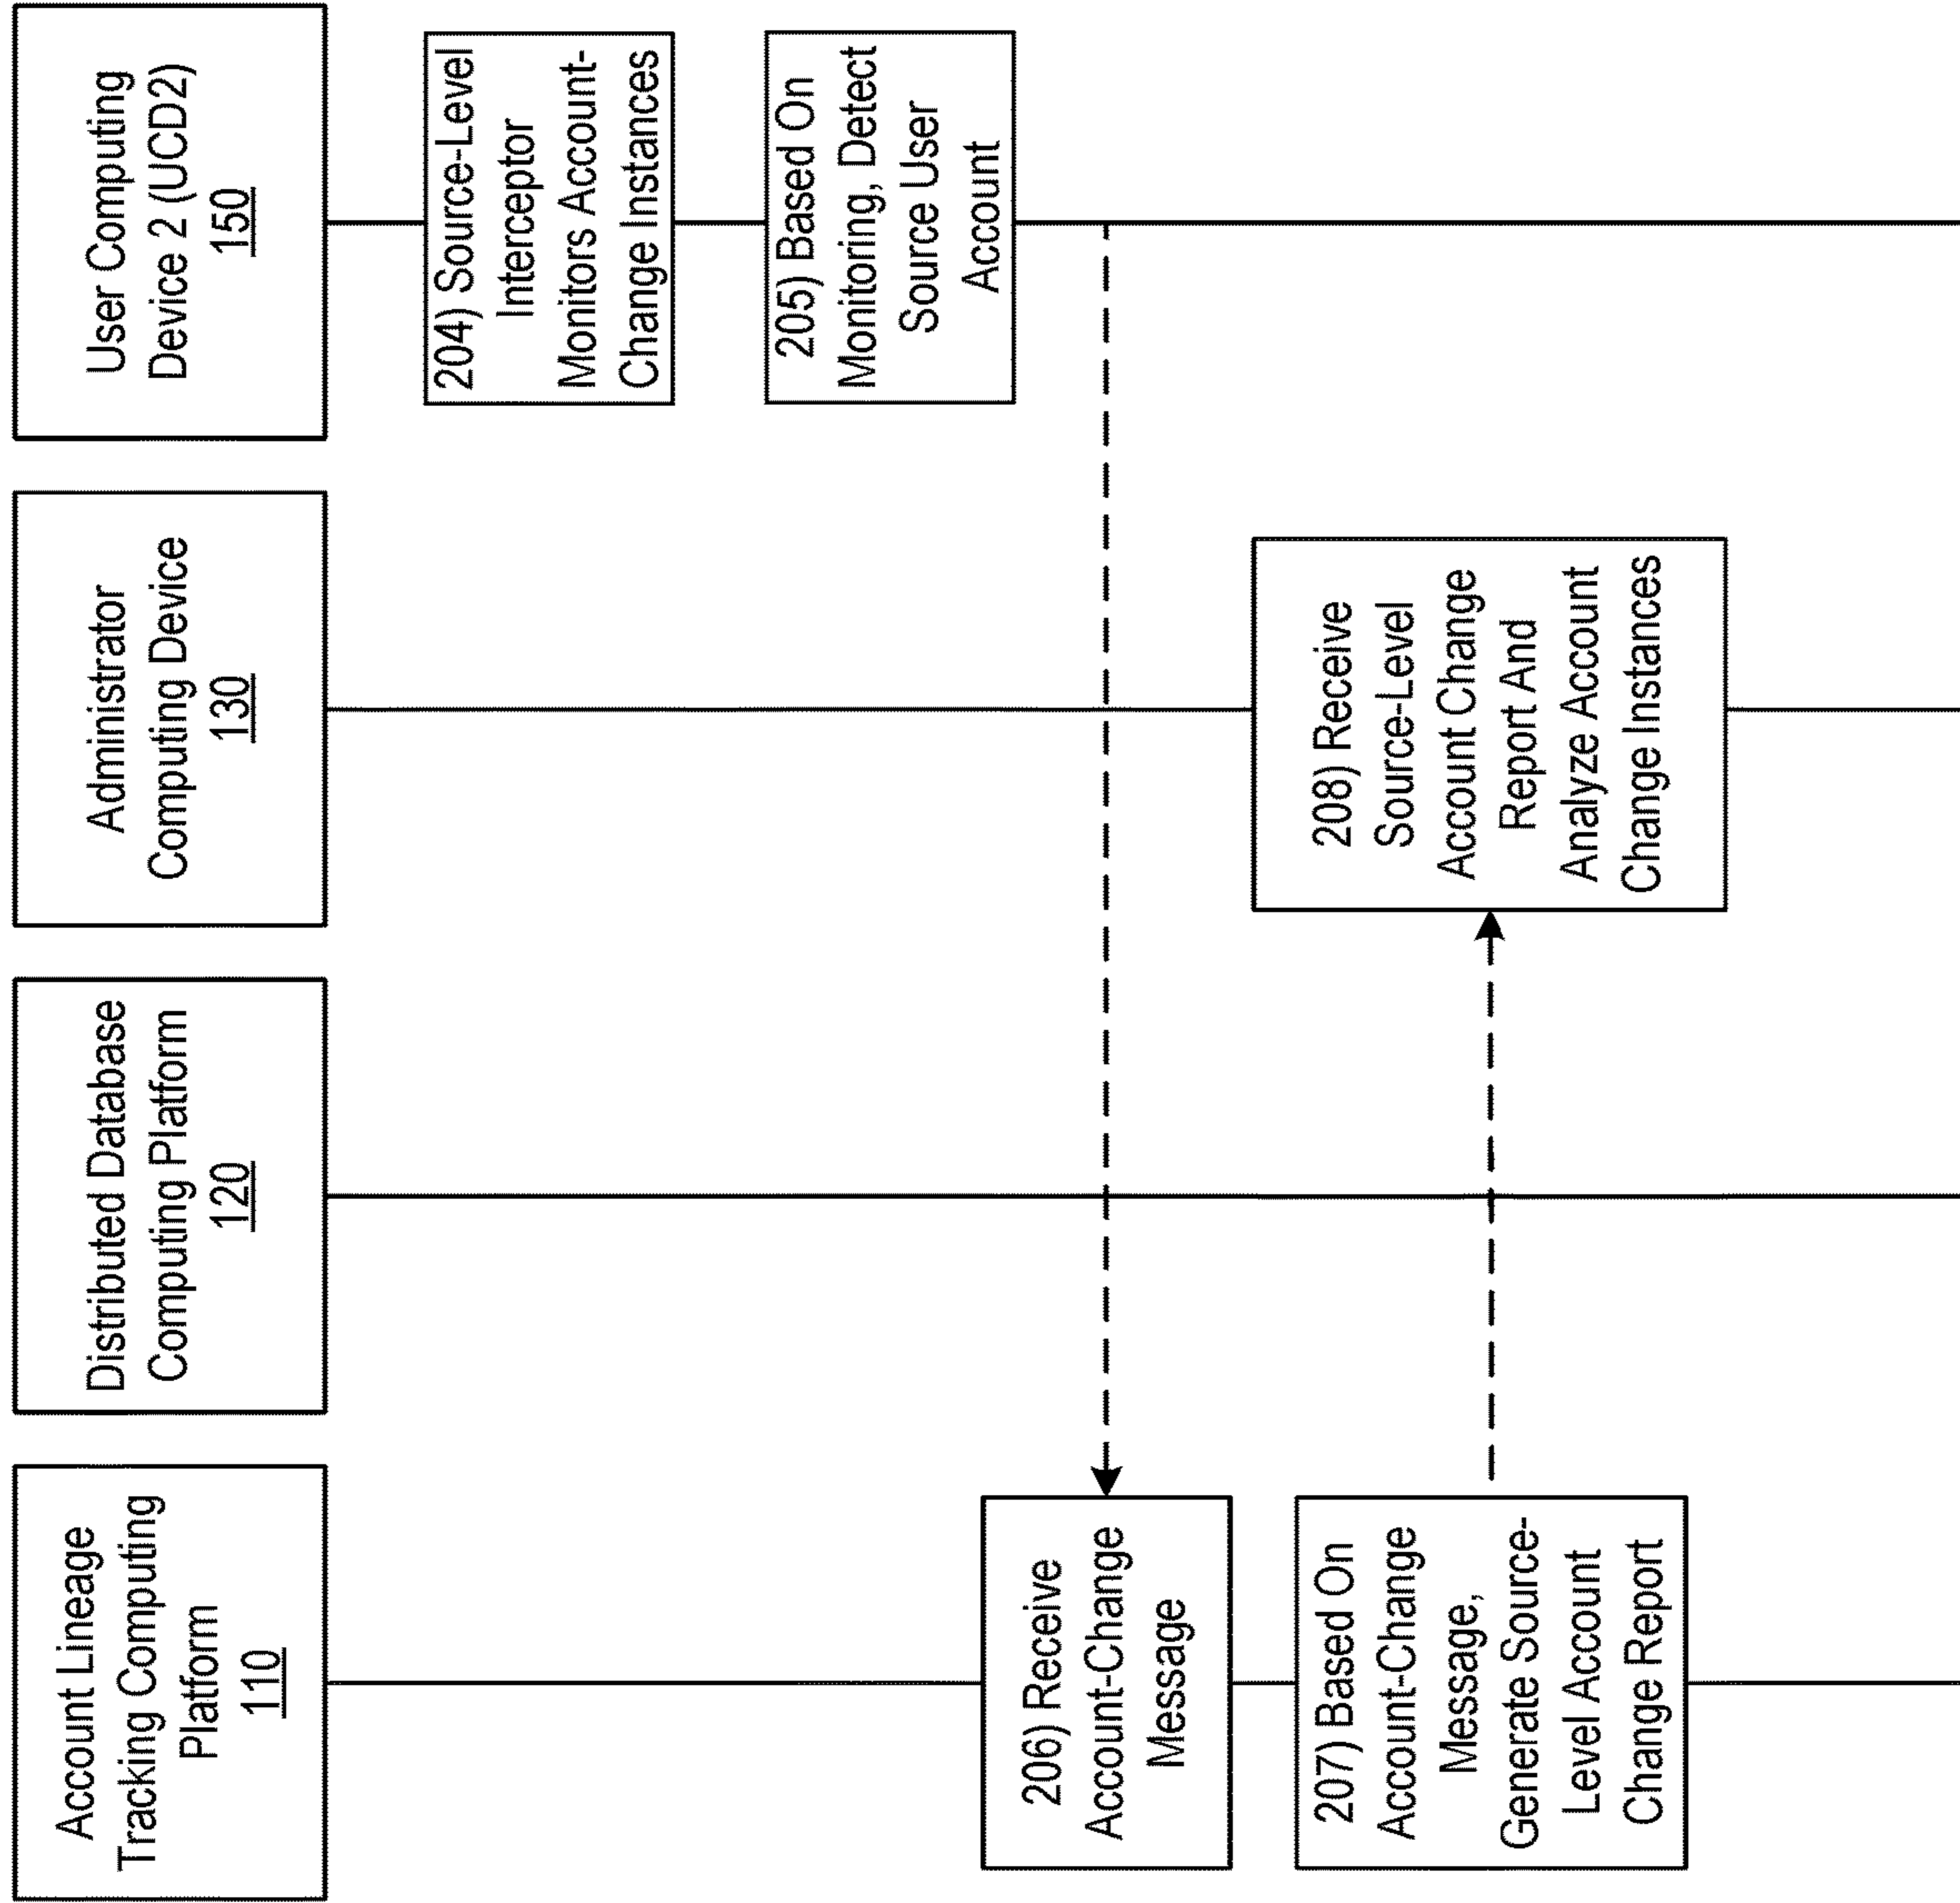 Account Lineage
Tracking Computing
Platform
110
Distributed Database
Computing Platform
120
Administrator
Computing Device
130
User Computing
Device 2 (UCD2)
150
204) Source-Level
Interceptor
Monitors Account-
Change Instances
205) Based On
Monitoring, Detect
Source User
Account
206) Receive
Account-Change
Message
207) Based On
Account-Change
Message,
Generate Source-
Level Account
Change Report
208) Receive
Source-Level
Account Change
Report And
Analyze Account
Change Instances